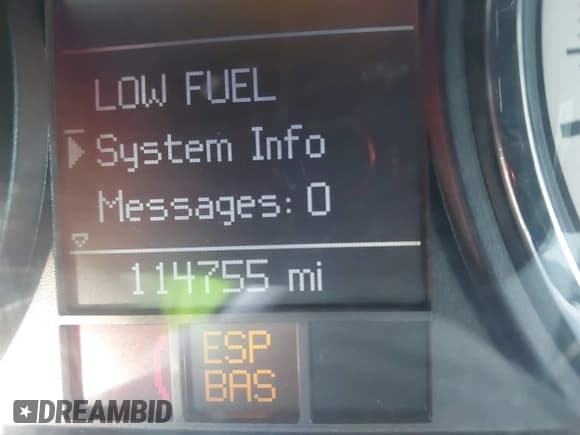 LOW FUEL
System Info
Messages: 0
114755 mi
ESP
BAS
DREAMBID